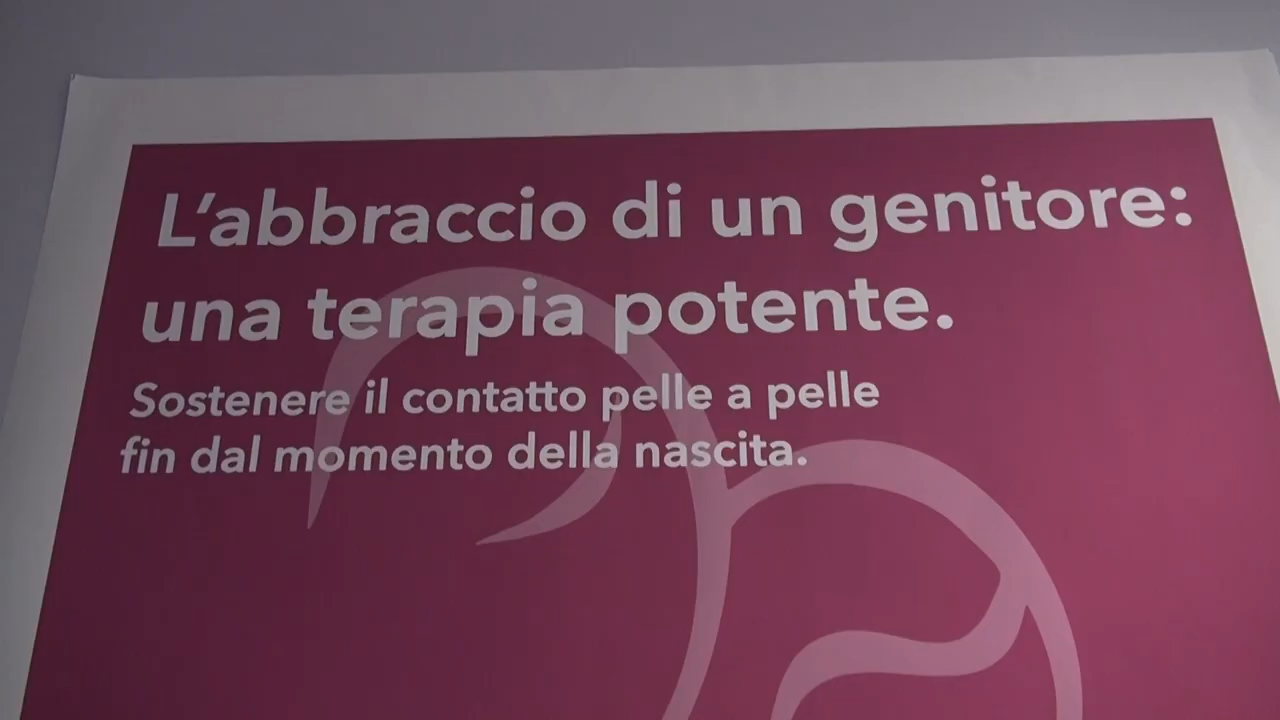 L'abbraccio di un genitore:
una terapia potente.
Sostenere il contatto pelle a pelle
fin dal momento della nascita.